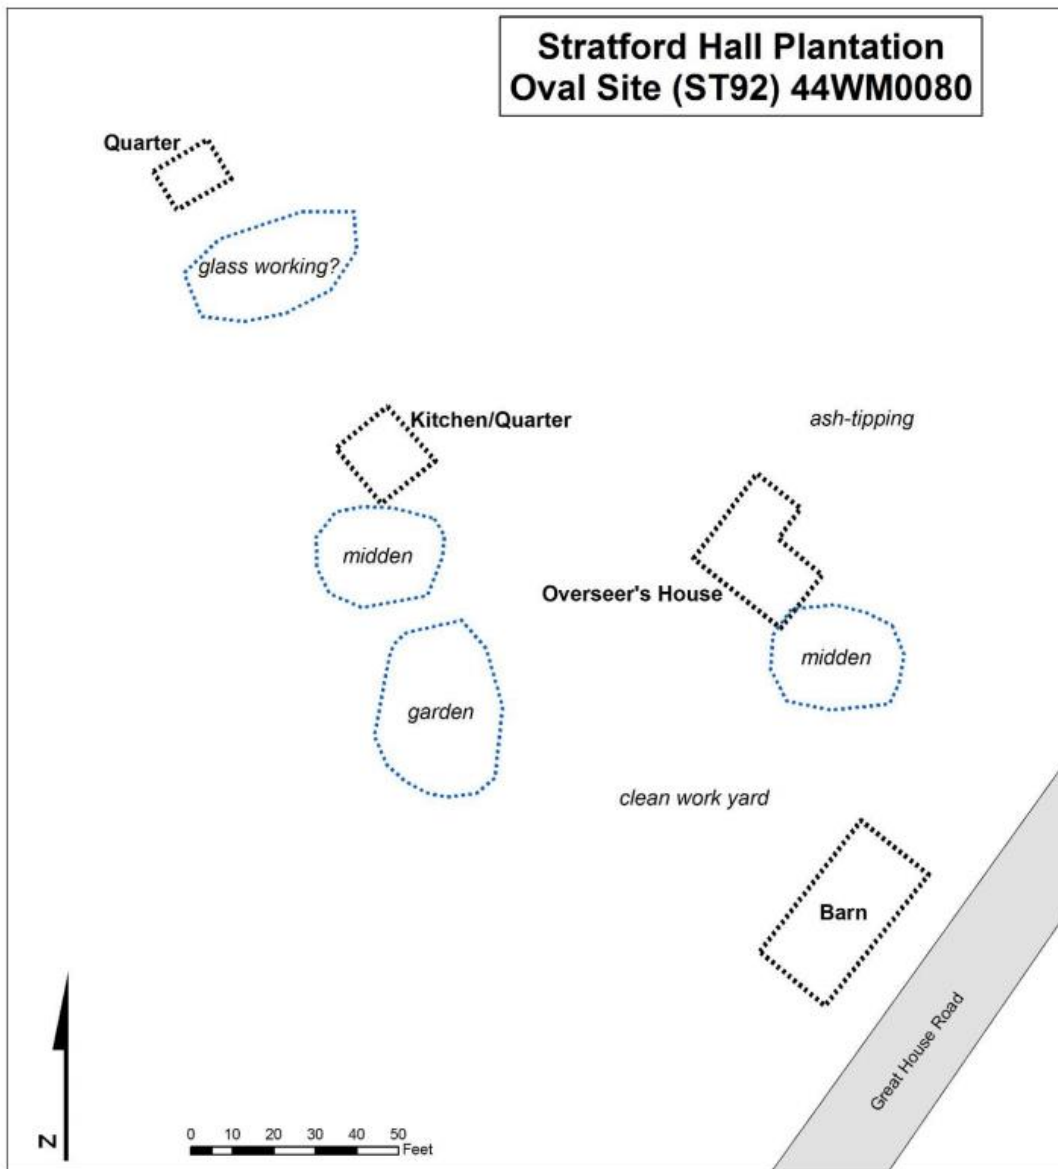 Stratford Hall Plantation
Oval Site (ST92) 44WM0080
Quarter
glass working?
Kitchen/Quarter
ash-tipping
midden
Overseer's House
midden
garden
clean work yard
Barn
Great House Road
N
0 10 20 30 40 50
Feet